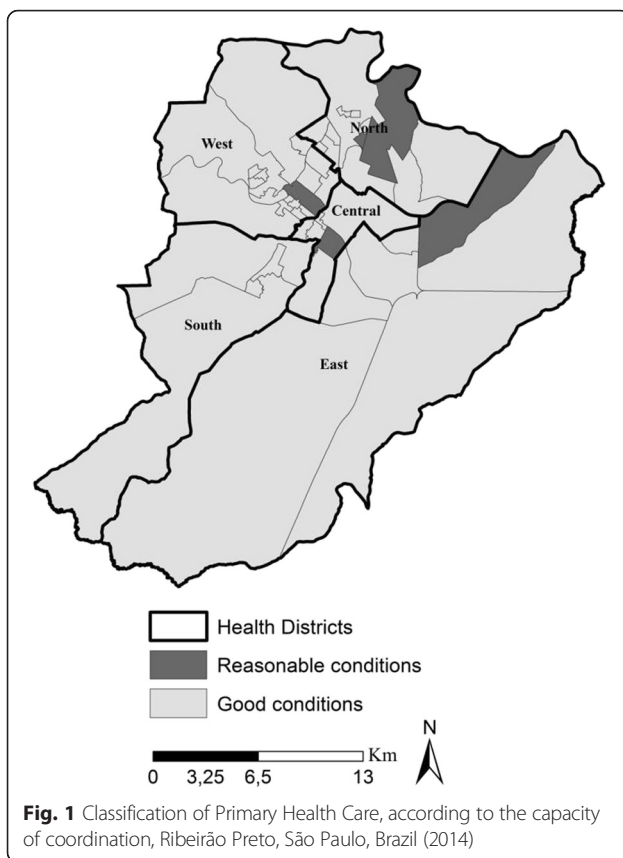 North
West
Central
South
East
Health Districts
Reasonable conditions
Good conditions
N
Km
0 3,25 6,5 13
Fig. 1 Classification of Primary Health Care, according to the capacity
of coordination, Ribeirão Preto, São Paulo, Brazil (2014)